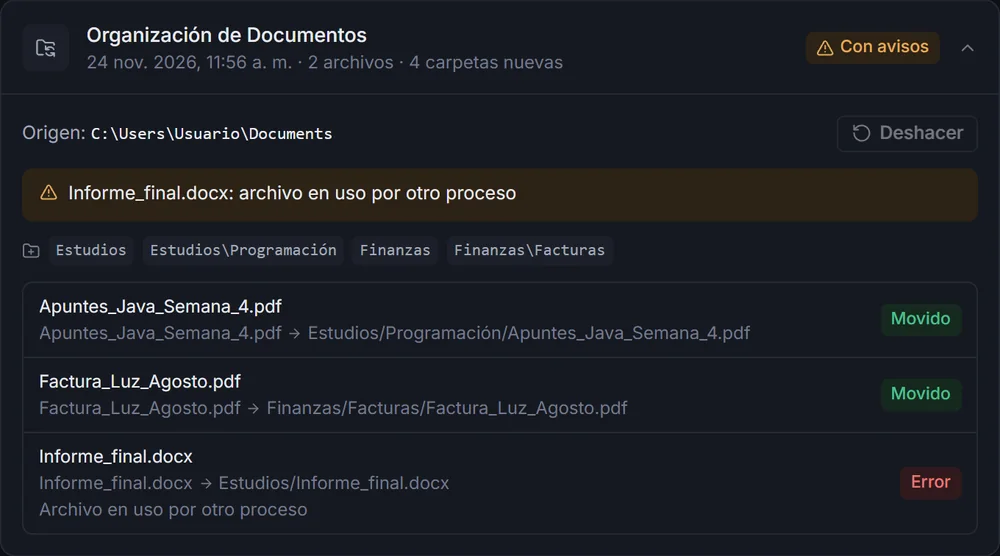 Organización de Documentos
24 nov. 2026, 11:56 a. m. · 2 archivos · 4 carpetas nuevas
Con avisos
Origen: C:\Users\Usuario\Documents
Deshacer
Informe_final.docx: archivo en uso por otro proceso
Estudios Estudios\Programación Finanzas Finanzas\Facturas
Apuntes_Java_Semana_4.pdf
Apuntes_Java_Semana_4.pdf → Estudios/Programación/Apuntes_Java_Semana_4.pdf
Movido
Factura_Luz_Agosto.pdf
Factura_Luz_Agosto.pdf → Finanzas/Facturas/Factura_Luz_Agosto.pdf
Movido
Informe_final.docx
Informe_final.docx → Estudios/Informe_final.docx
Archivo en uso por otro proceso
Error